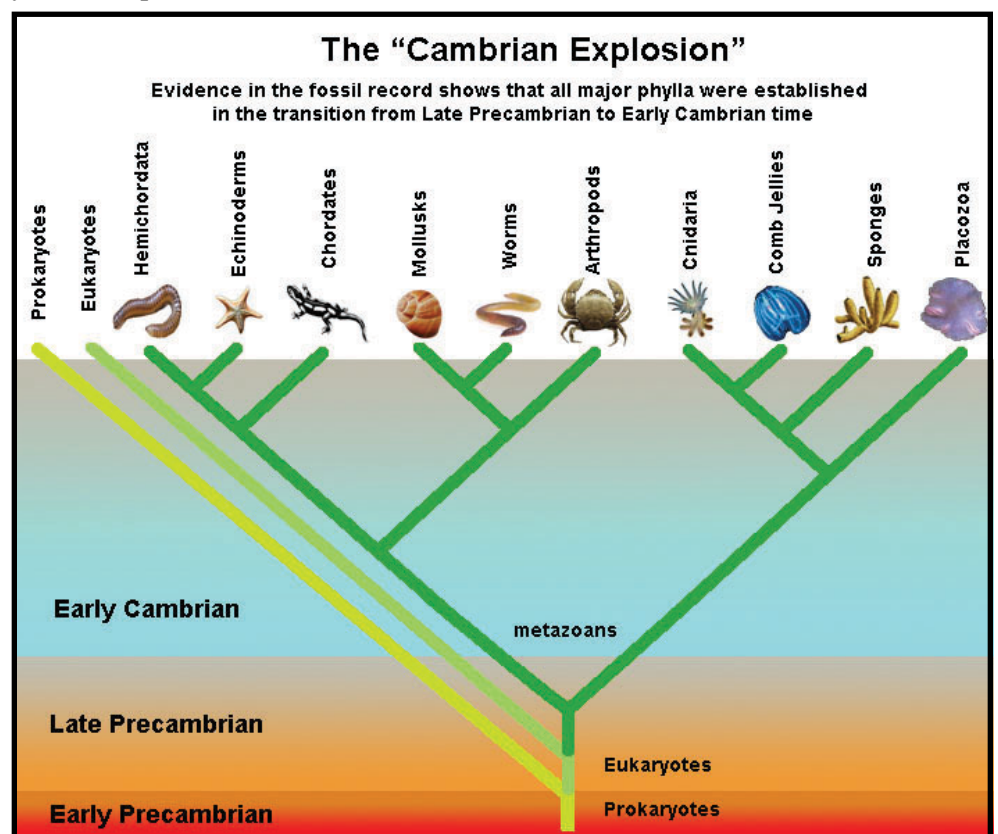 The “Cambrian Explosion”
Evidence in the fossil record shows that all major phyla were established
in the transition from Late Precambrian to Early Cambrian time
Prokaryotes
Eukaryotes
Hemichordata
Echinoderms
Chordates
Mollusks
Worms
Arthropods
Cnidaria
Comb Jellies
Sponges
Placozoa
Early Cambrian
metazoans
Late Precambrian
Eukaryotes
Early Precambrian
Prokaryotes